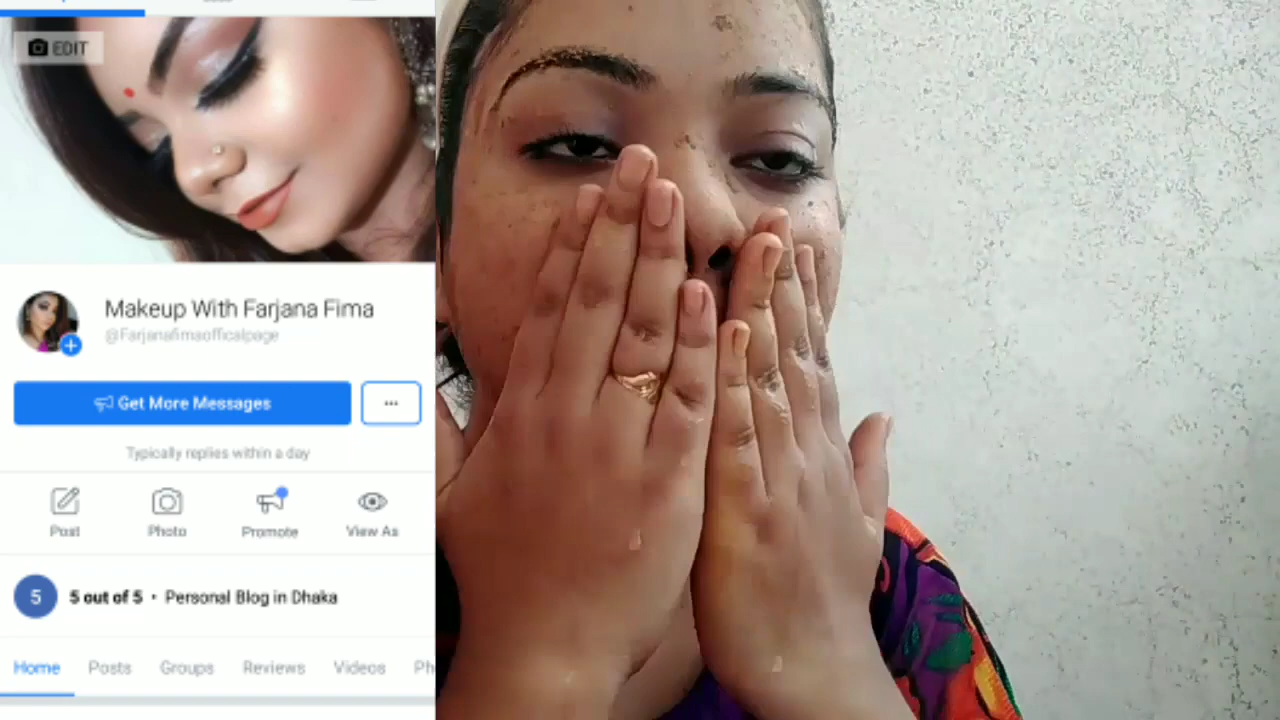 EDIT
Makeup With Farjana Fima
@Farjanafimaofficalpage
Get More Messages
Typically replies within a day
Post
Photo
Promote
View As
5
5 out of 5 • Personal Blog in Dhaka
Home
Posts
Groups
Reviews
Videos
Ph